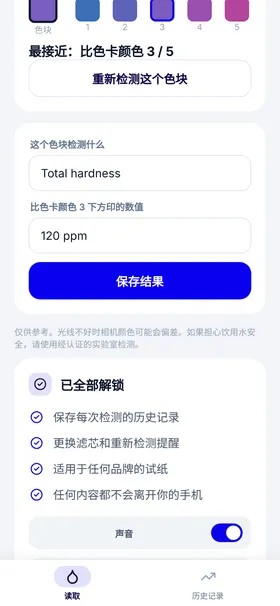 色块
1
2
3
4
5
最接近：比色卡颜色 3 / 5
重新检测这个色块
这个色块检测什么
Total hardness
比色卡颜色 3 下方印的数值
120 ppm
保存结果
仅供参考。光线不好时相机颜色可能会偏差。如果担心饮用水安
全，请使用经认证的实验室检测。
已全部解锁
保存每次检测的历史记录
更换滤芯和重新检测提醒
适用于任何品牌的试纸
任何内容都不会离开你的手机
声音
读取
历史记录